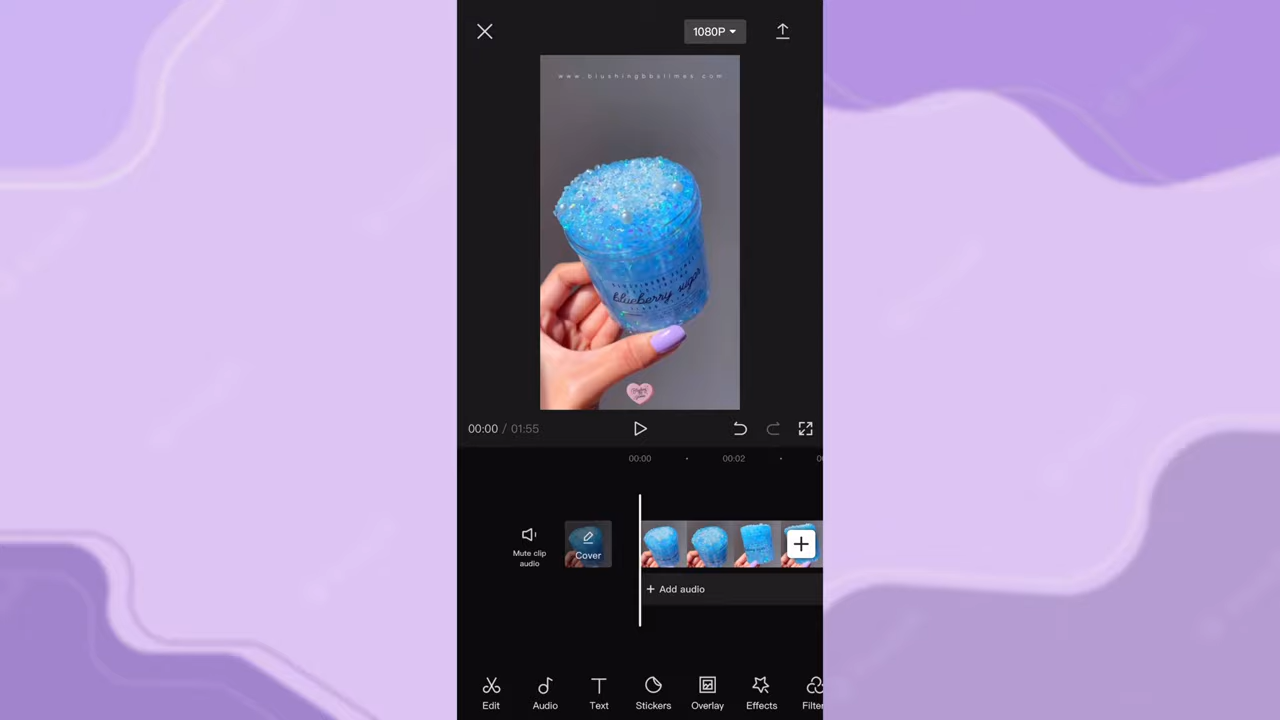 1080P
www.blushingbbslimes.com
blueberry sugar
00:00 / 01:55
00:00
00:02
Mute clip
audio
Cover
+ Add audio
Edit
Audio
Text
Stickers
Overlay
Effects
Filter